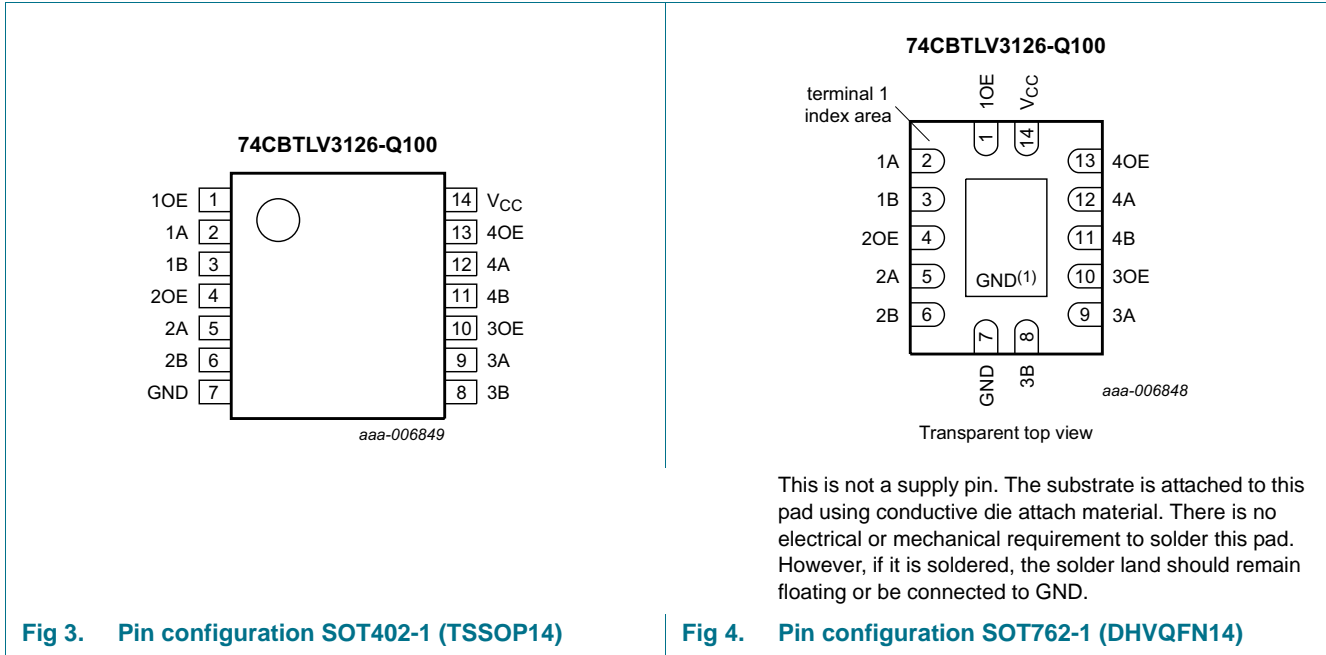 74CBTLV3126-Q100
1OE 1
1A 2
1B 3
2OE 4
2A 5
2B 6
GND 7
14 VCC
13 4OE
12 4A
11 4B
10 3OE
9 3A
8 3B
aaa-006849
Fig 3. Pin configuration SOT402-1 (TSSOP14)
74CBTLV3126-Q100
terminal 1
index area
1OE
VCC
1
14
1A 2
1B 3
2OE 4
2A 5
2B 6
13 4OE
12 4A
11 4B
10 3OE
9 3A
GND(1)
7
8
GND
3B
aaa-006848
Transparent top view
This is not a supply pin. The substrate is attached to this
pad using conductive die attach material. There is no
electrical or mechanical requirement to solder this pad.
However, if it is soldered, the solder land should remain
floating or be connected to GND.
Fig 4. Pin configuration SOT762-1 (DHVQFN14)